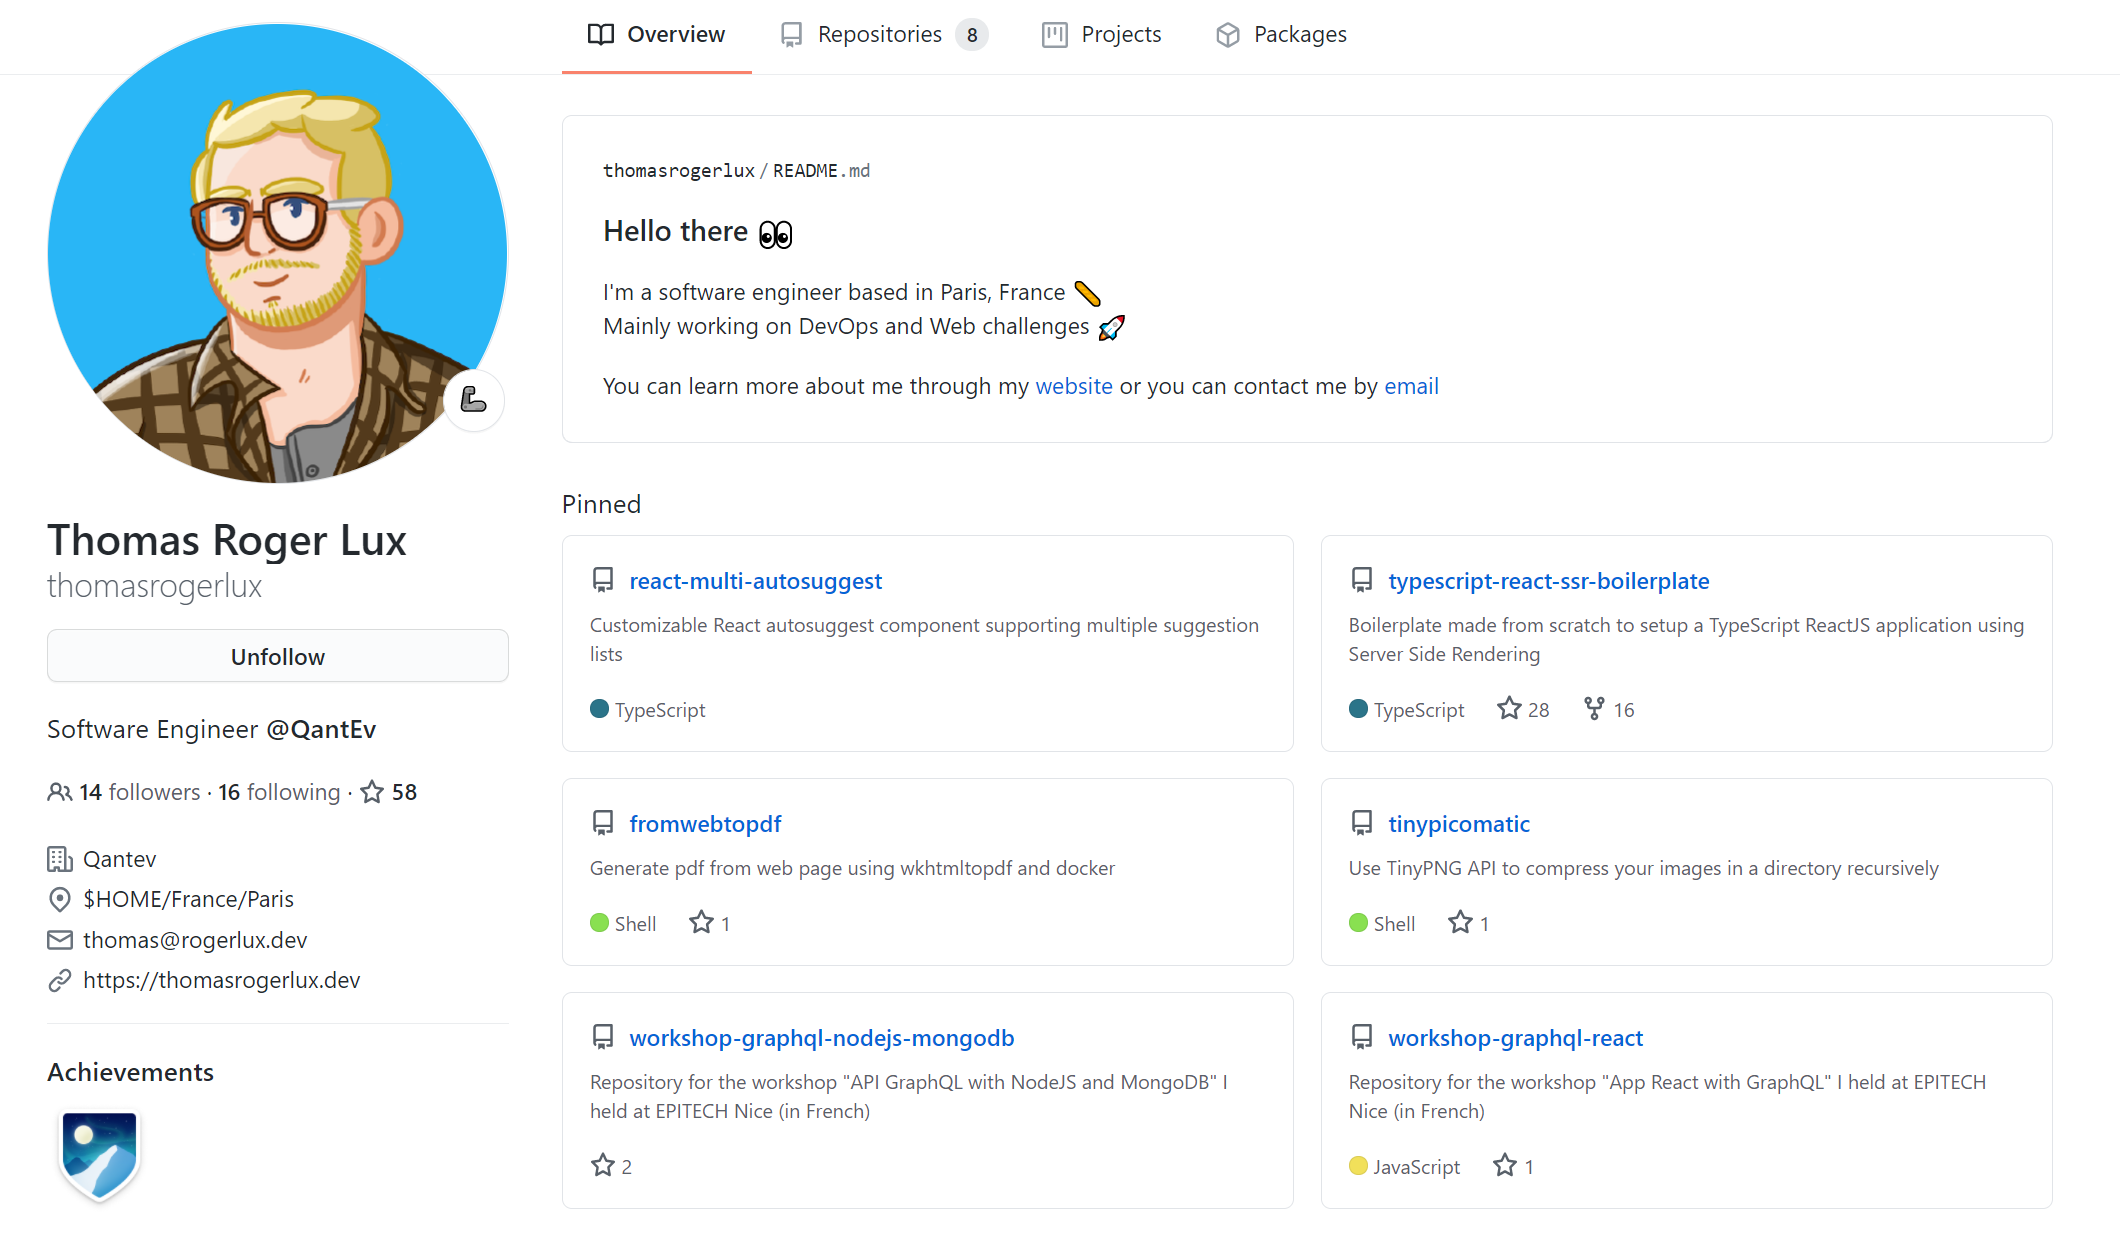 Overview
Repositories 8
Projects
Packages
thomasrogerlux/README.md
Hello there
I'm a software engineer based in Paris, France
Mainly working on DevOps and Web challenges
You can learn more about me through my website or you can contact me by email
Thomas Roger Lux
thomasrogerlux
Unfollow
Software Engineer @QantEv
14 followers · 16 following · 58
Qantev
$HOME/France/Paris
thomas@rogerlux.dev
https://thomasrogerlux.dev
Achievements
Pinned
react-multi-autosuggest
Customizable React autosuggest component supporting multiple suggestion
lists
TypeScript
typescript-react-ssr-boilerplate
Boilerplate made from scratch to setup a TypeScript ReactJS application using
Server Side Rendering
TypeScript 28 16
fromwebtopdf
Generate pdf from web page using wkhtmltopdf and docker
Shell 1
tinypicomatic
Use TinyPNG API to compress your images in a directory recursively
Shell 1
workshop-graphql-nodejs-mongodb
Repository for the workshop "API GraphQL with NodeJS and MongoDB" I
held at EPITECH Nice (in French)
2
workshop-graphql-react
Repository for the workshop "App React with GraphQL" I held at EPITECH
Nice (in French)
JavaScript 1